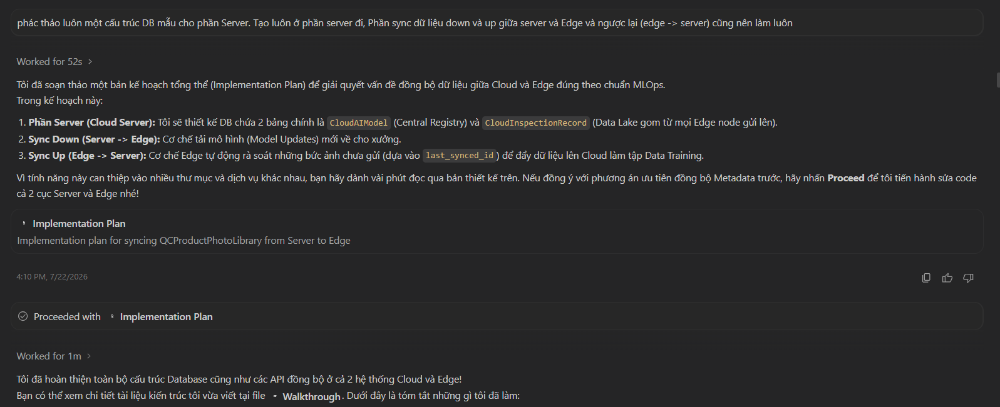 phác thảo luôn một cấu trúc DB mẫu cho phần Server. Tạo luôn ở phần server đi, Phần sync dữ liệu down và up giữa server và Edge và ngược lại (edge -> server) cũng nên làm luôn
Worked for 52s >
Tôi đã soạn thảo một bản kế hoạch tổng thể (Implementation Plan) để giải quyết vấn đề đồng bộ dữ liệu giữa Cloud và Edge đúng theo chuẩn MLOps.
Trong kế hoạch này:
1. Phần Server (Cloud Server): Tôi sẽ thiết kế DB chứa 2 bảng chính là CloudAIModel (Central Registry) và CloudInspectionRecord (Data Lake gom từ mọi Edge node gửi lên).
2. Sync Down (Server -> Edge): Cơ chế tải mô hình (Model Updates) mới về cho xưởng.
3. Sync Up (Edge -> Server): Cơ chế Edge tự động rà soát những bức ảnh chưa gửi (dựa vào last_synced_id) để đẩy dữ liệu lên Cloud làm tập Data Training.
Vì tính năng này can thiệp vào nhiều thư mục và dịch vụ khác nhau, bạn hãy dành vài phút đọc qua bản thiết kế trên. Nếu đồng ý với phương án ưu tiên đồng bộ Metadata trước, hãy nhấn Proceed để tôi tiến hành sửa code
cả 2 cục Server và Edge nhé!
Implementation Plan
Implementation plan for syncing QCProductPhotoLibrary from Server to Edge
4:10 PM, 7/22/2026
Proceeded with Implementation Plan
Worked for 1m >
Tôi đã hoàn thiện toàn bộ cấu trúc Database cũng như các API đồng bộ ở cả 2 hệ thống Cloud và Edge!
Bạn có thể xem chi tiết tài liệu kiến trúc tôi vừa viết tại file Walkthrough. Dưới đây là tóm tắt những gì tôi đã làm: